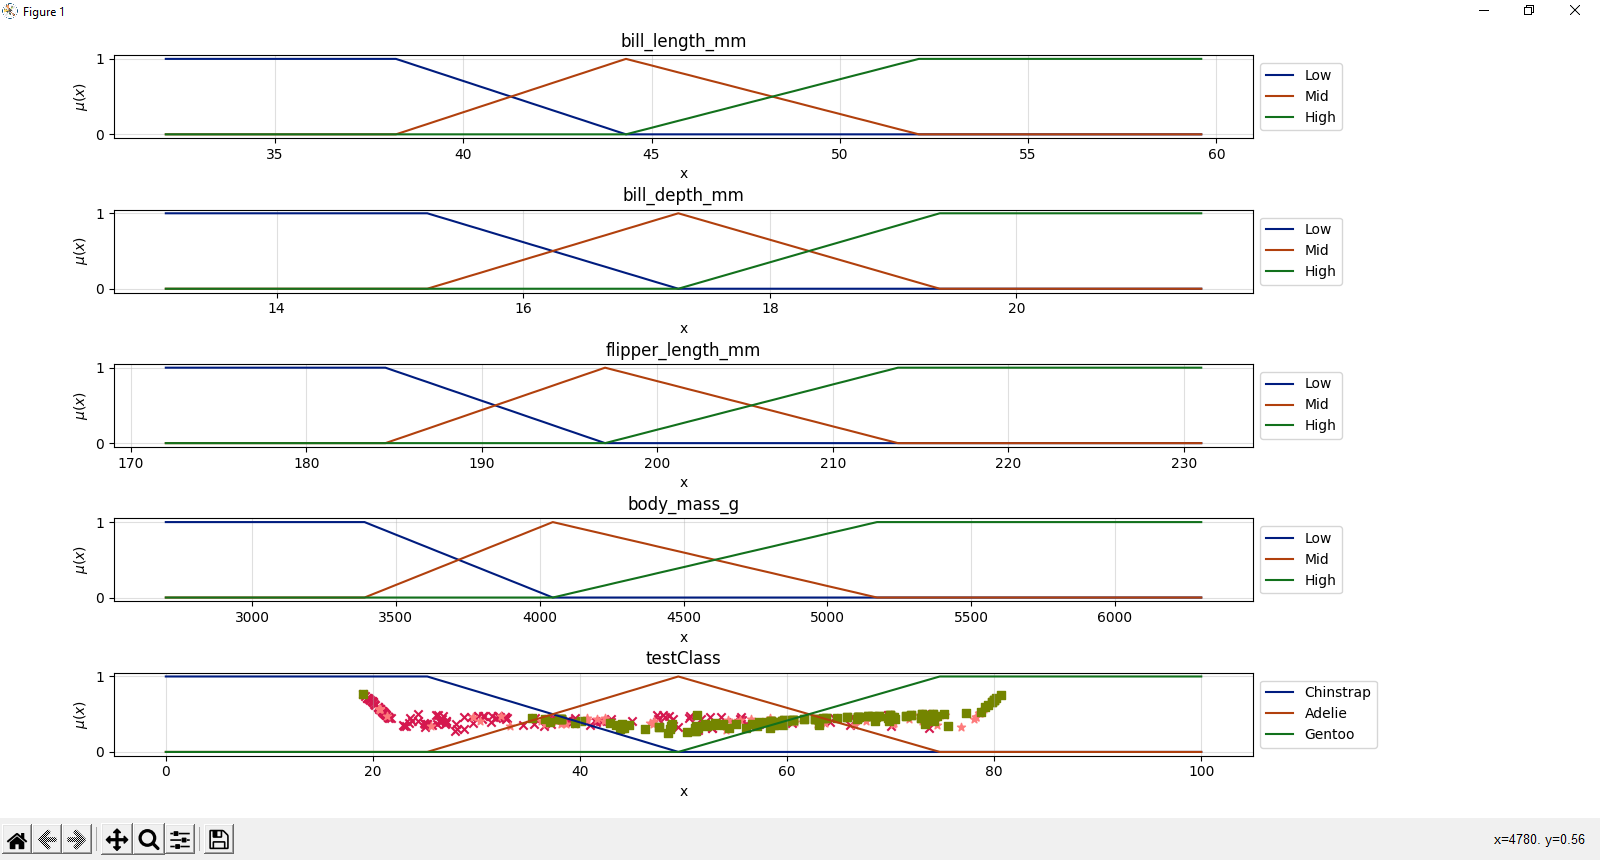 Figure 1
bill_length_mm
1
0
μ(x)
35 40 45 50 55 60
x
Low
Mid
High
bill_depth_mm
1
0
μ(x)
14 16 18 20
x
Low
Mid
High
flipper_length_mm
1
0
μ(x)
170 180 190 200 210 220 230
x
Low
Mid
High
body_mass_g
1
0
μ(x)
3000 3500 4000 4500 5000 5500 6000
x
Low
Mid
High
testClass
1
0
μ(x)
0 20 40 60 80 100
x
Chinstrap
Adelie
Gentoo
x=4780. y=0.56